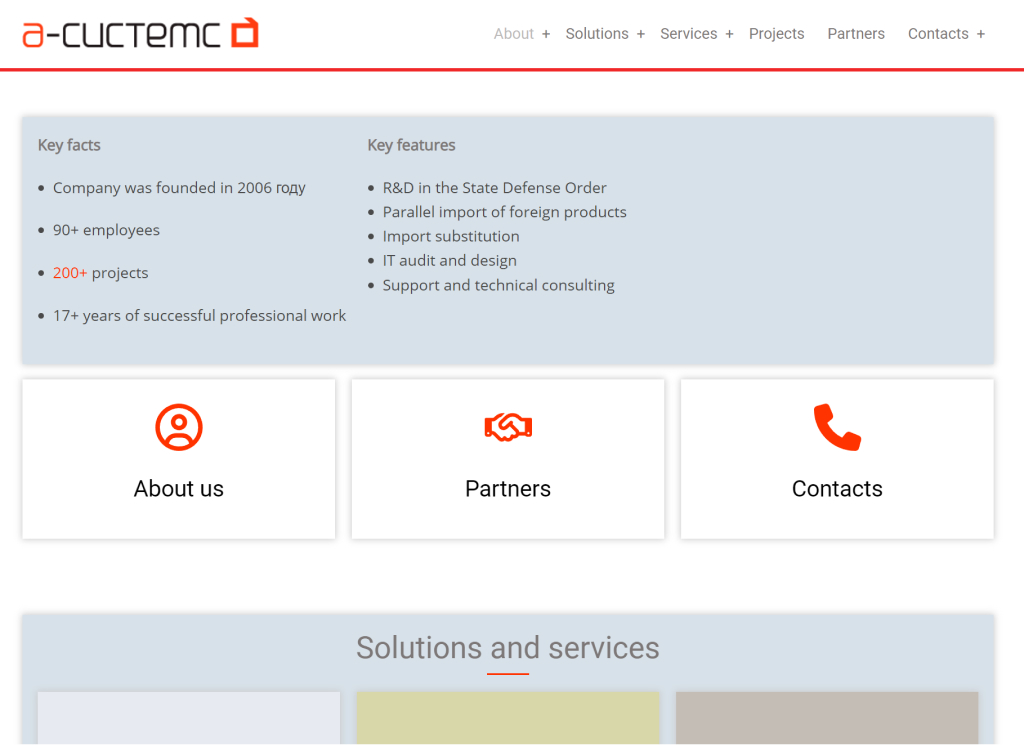 а-системс
About + Solutions + Services + Projects Partners Contacts +
Key facts
Company was founded in 2006 году
90+ employees
200+ projects
17+ years of successful professional work
Key features
R&D in the State Defense Order
Parallel import of foreign products
Import substitution
IT audit and design
Support and technical consulting
About us
Partners
Contacts
Solutions and services